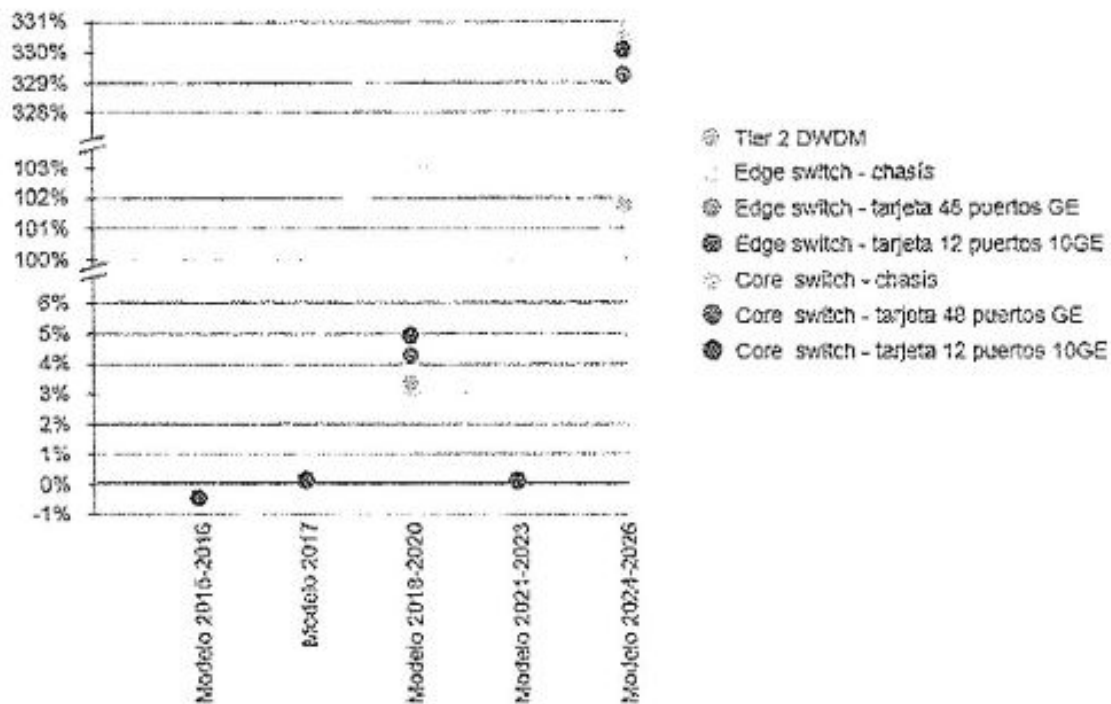 331%
330%
329%
328%
103%
102%
101%
100%
6%
5%
4%
3%
2%
1%
0%
-1%
Modelo 2015-2016
Modelo 2017
Modelo 2018-2020
Modelo 2021-2023
Modelo 2024-2026
Tier 2 DWDM
Edge switch - chasís
Edge switch - tarjeta 48 puertos GE
Edge switch - tarjeta 12 puertos 10GE
Core switch - chasis
Core switch - tarjeta 48 puertos GE
Core switch - tarjeta 12 puertos 10GE